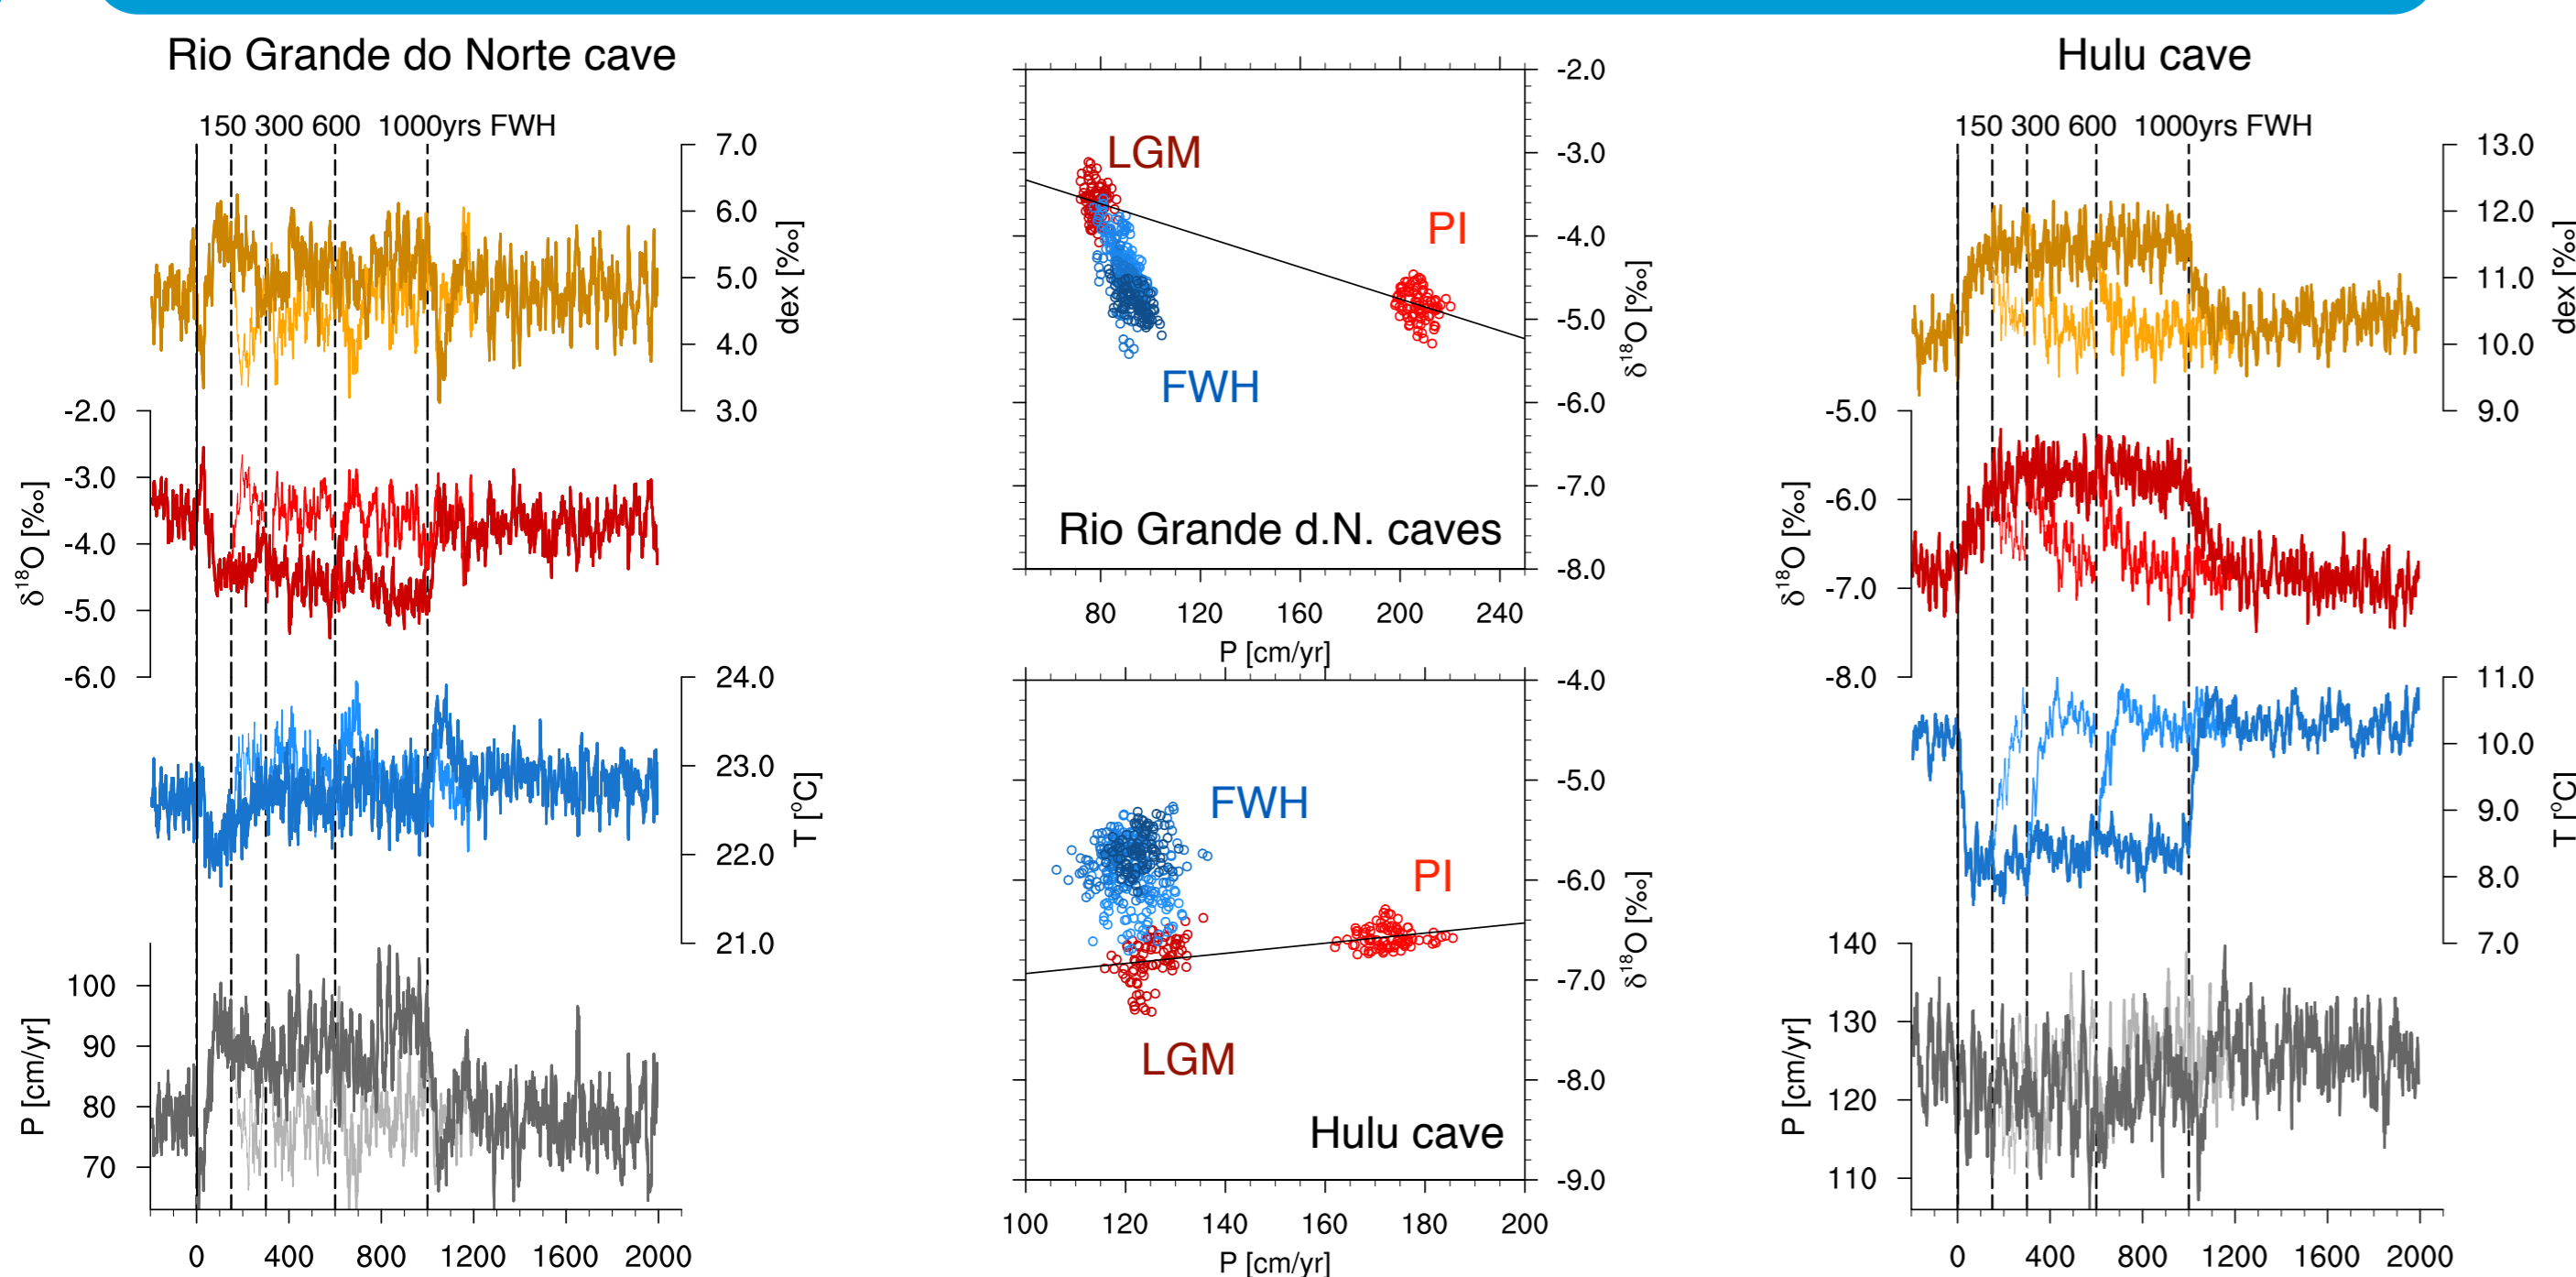 Rio Grande do Norte cave
150 300 600 1000yrs FWH
7.0
6.0
5.0
4.0
3.0
dex [‰]
-2.0
-3.0
-4.0
-5.0
-6.0
δ18O [‰]
24.0
23.0
22.0
21.0
T [oC]
100
90
80
70
P [cm/yr]
0 400 800 1200 1600 2000
-2.0
-3.0
-4.0
-5.0
-6.0
-7.0
-8.0
δ18O [‰]
LGM
PI
FWH
Rio Grande d.N. caves
80 120 160 200 240
P [cm/yr]
-4.0
-5.0
-6.0
-7.0
-8.0
-9.0
δ18O [‰]
FWH
PI
LGM
Hulu cave
100 120 140 160 180 200
P [cm/yr]
Hulu cave
150 300 600 1000yrs FWH
13.0
12.0
11.0
10.0
9.0
dex [‰]
-5.0
-6.0
-7.0
-8.0
δ18O [‰]
11.0
10.0
9.0
8.0
7.0
T [oC]
140
130
120
110
P [cm/yr]
0 400 800 1200 1600 2000